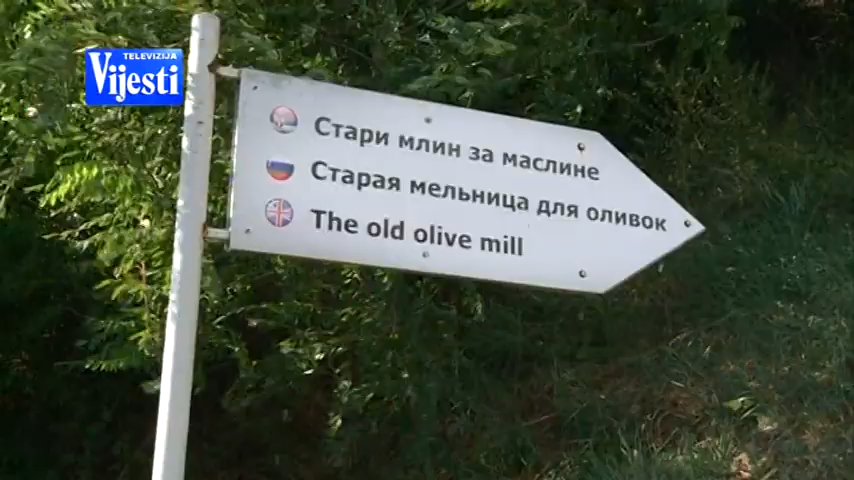 TELEVIZIJA
Vijesti
Стари млин за маслине
Старая мельница для оливок
The old olive mill